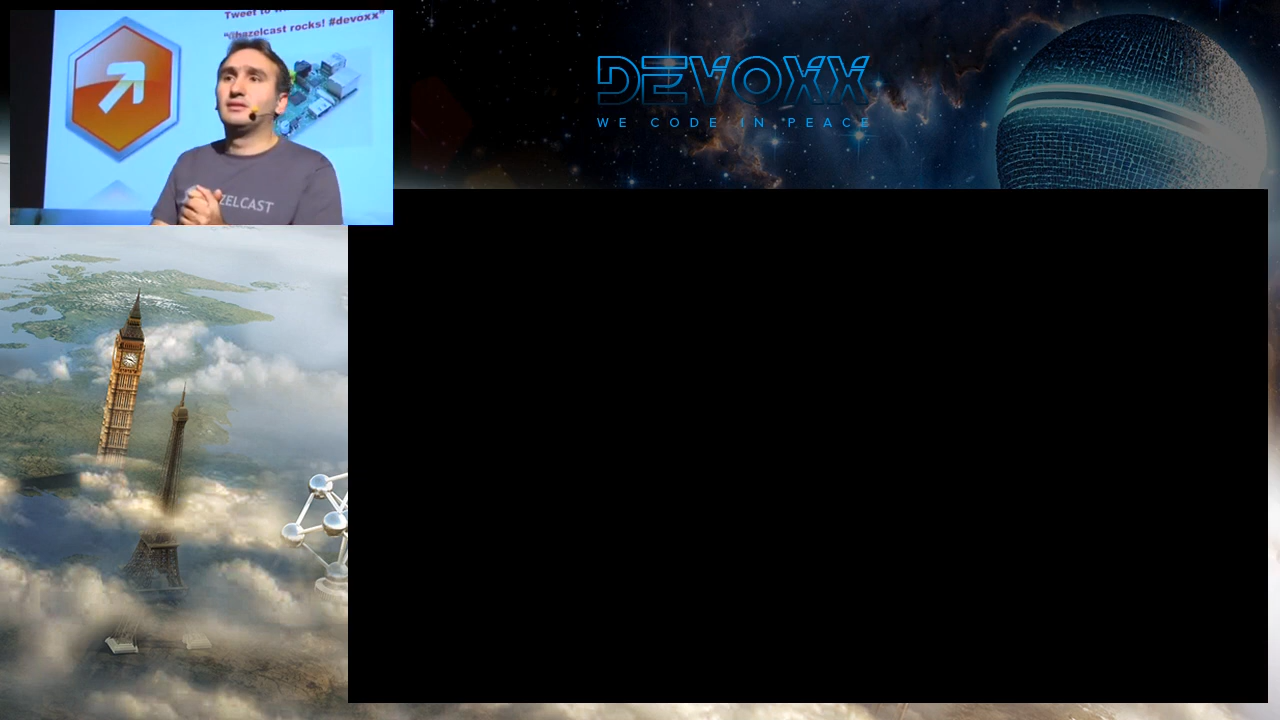 Tweet to
"@hazelcast rocks! #devoxx"
ZELCAST
DEVOXX
WE CODE IN PEACE